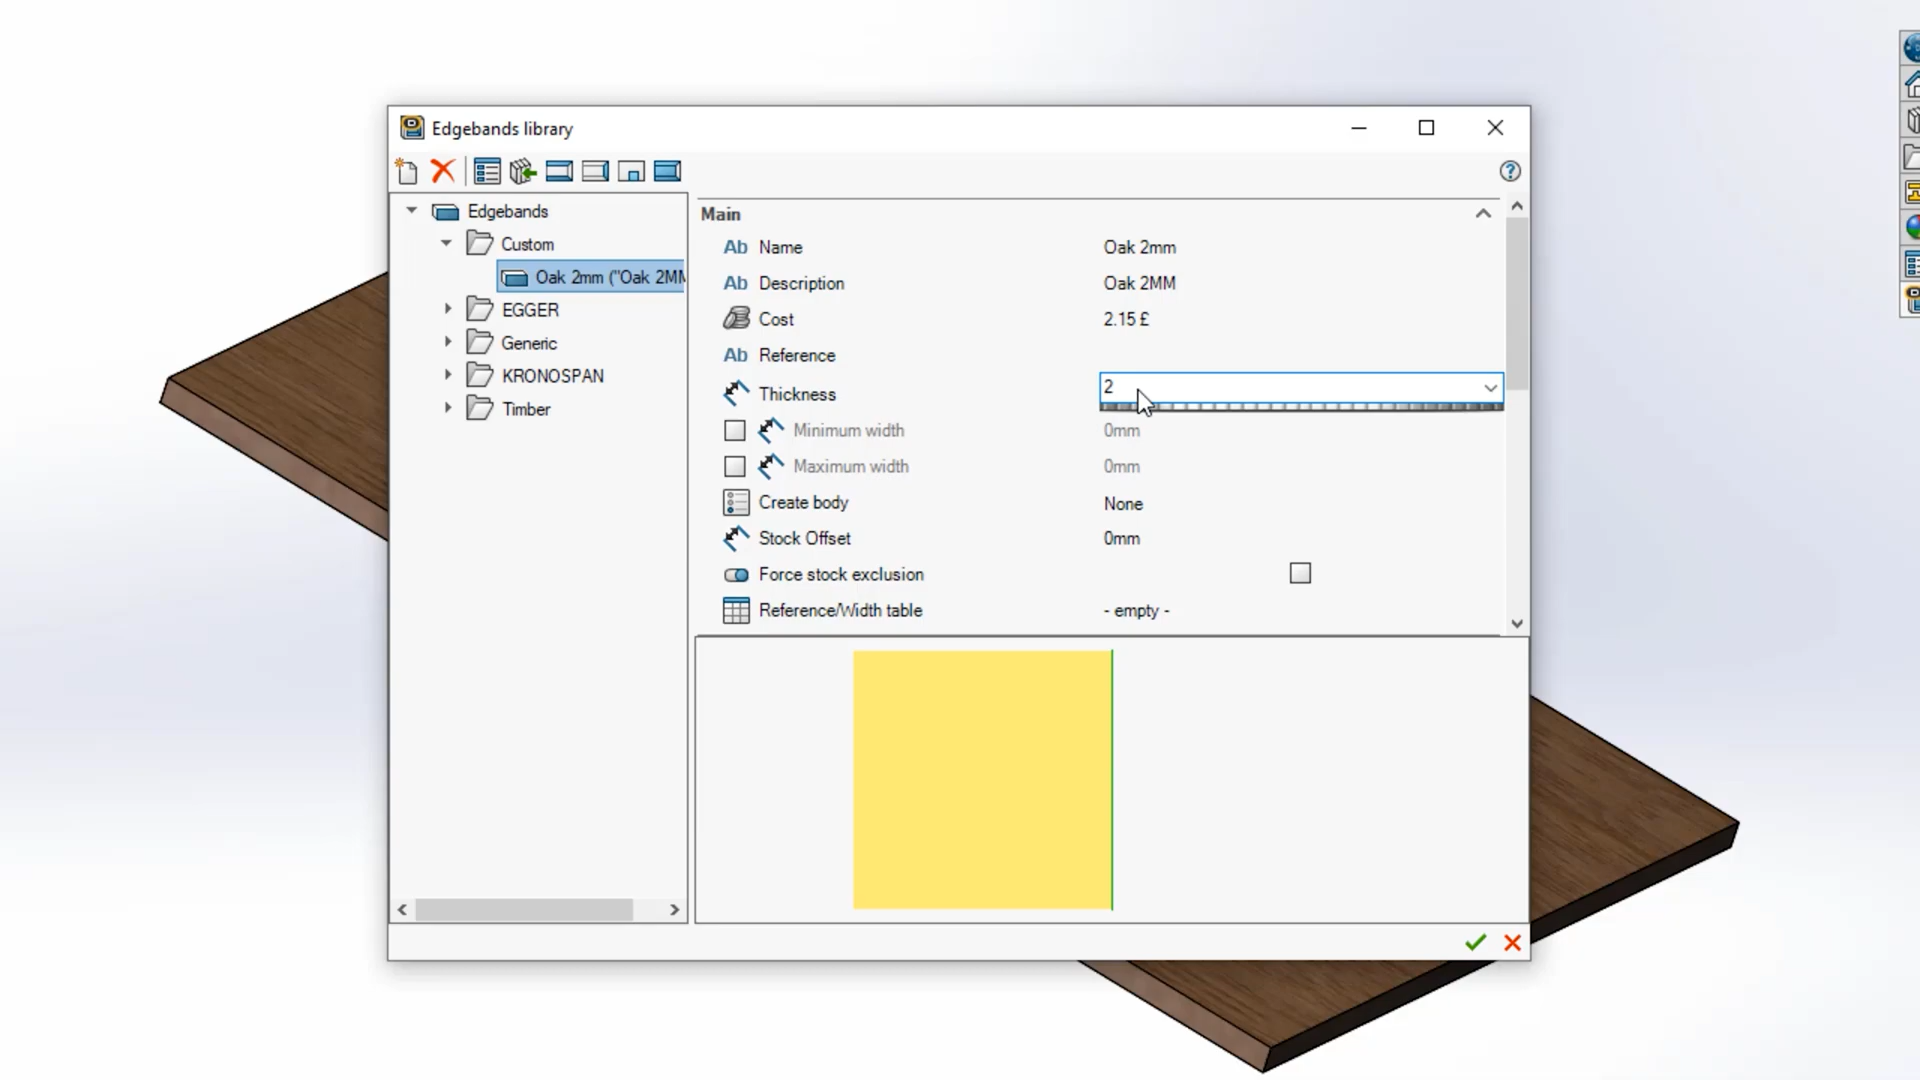 Edgebands library
Edgebands
Custom
Oak 2mm ("Oak 2MM
EGGER
Generic
KRONOSPAN
Timber
Main
Ab Name Oak 2mm
Ab Description Oak 2MM
Cost 2.15 £
Ab Reference
Thickness 2
Minimum width 0mm
Maximum width 0mm
Create body None
Stock Offset 0mm
Force stock exclusion
Reference/Width table - empty -